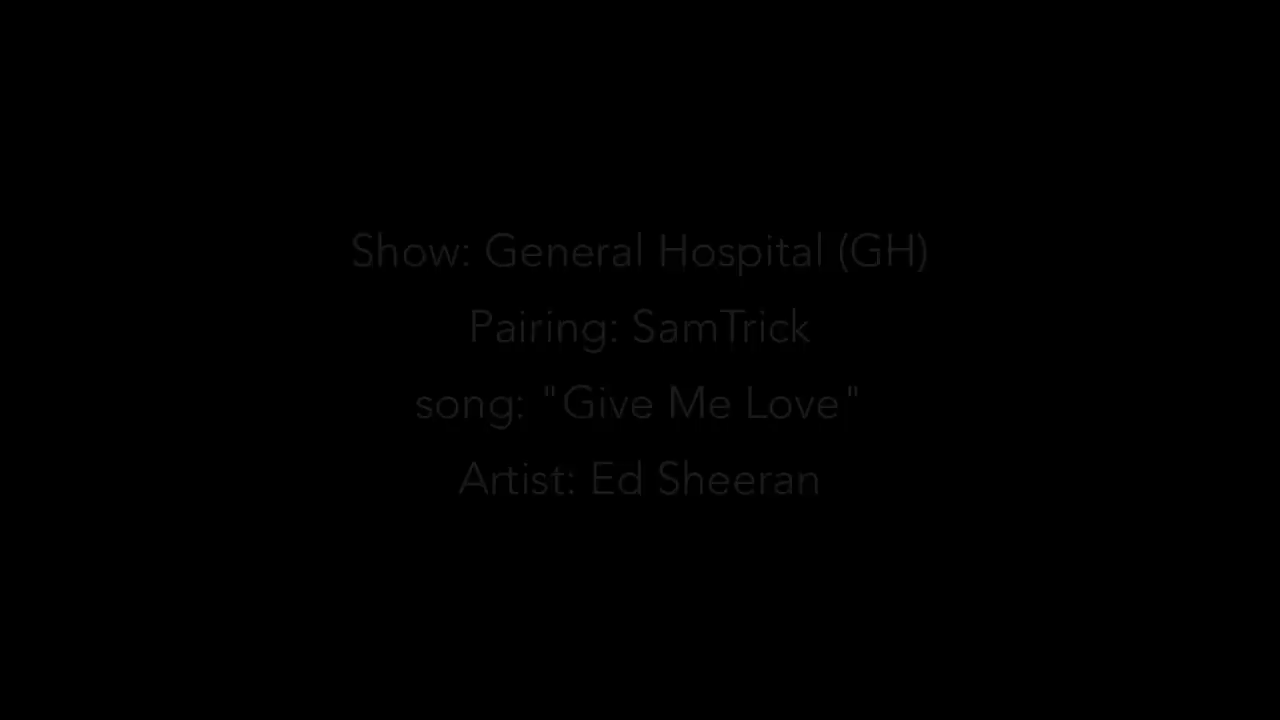 Show: General Hospital (GH)
Pairing: SamTrick
song: "Give Me Love"
Artist: Ed Sheeran